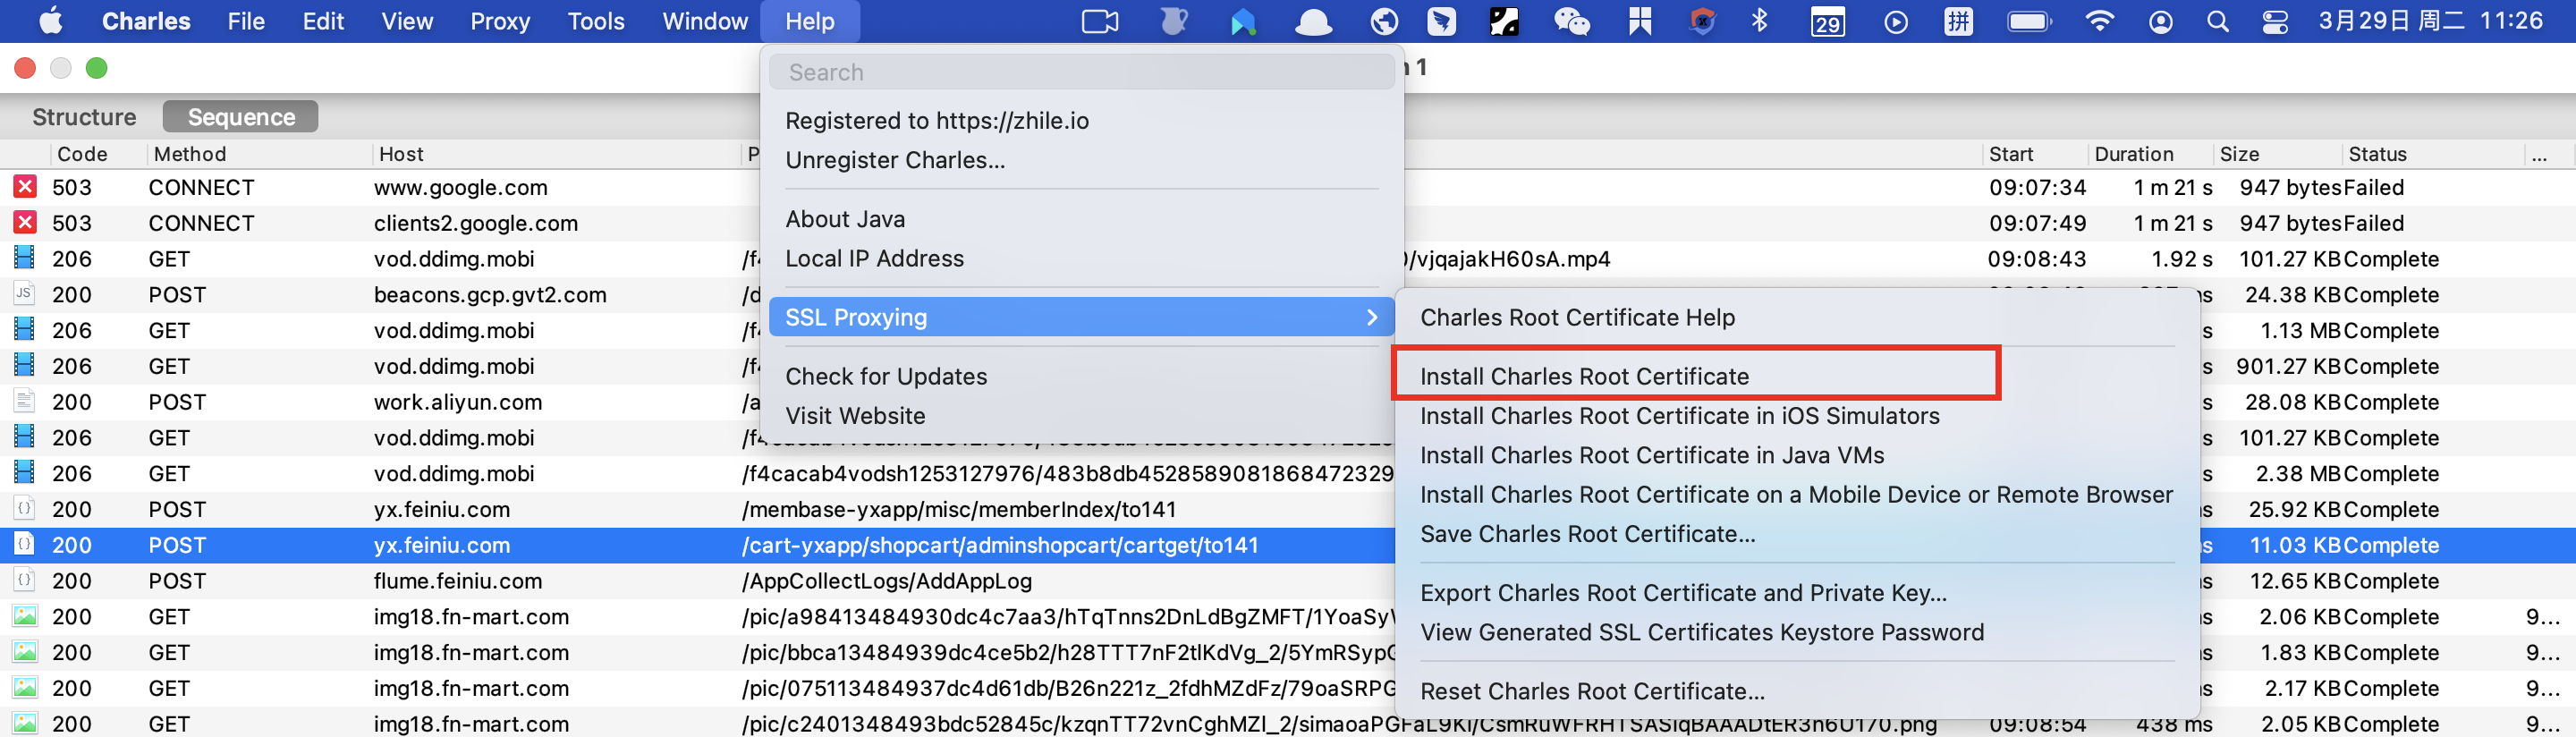 Charles File Edit View Proxy Tools Window Help 29 拼 3月29日 周二 11:26
Search
n 1
Registered to https://zhile.io
Unregister Charles...
About Java
Local IP Address
SSL Proxying
Check for Updates
Visit Website
Charles Root Certificate Help
Install Charles Root Certificate
Install Charles Root Certificate in iOS Simulators
Install Charles Root Certificate in Java VMs
Install Charles Root Certificate on a Mobile Device or Remote Browser
Save Charles Root Certificate...
Export Charles Root Certificate and Private Key...
View Generated SSL Certificates Keystore Password
Reset Charles Root Certificate...
Structure Sequence
Code Method Host P Start Duration Size Status ...
503 CONNECT www.google.com 09:07:34 1 m 21 s 947 bytes Failed
503 CONNECT clients2.google.com 09:07:49 1 m 21 s 947 bytes Failed
206 GET vod.ddimg.mobi /f4 /vjqajakH60sA.mp4 09:08:43 1.92 s 101.27 KB Complete
JS 200 POST beacons.gcp.gvt2.com /d s 24.38 KB Complete
206 GET vod.ddimg.mobi /f4 s 1.13 MB Complete
206 GET vod.ddimg.mobi /f4 s 901.27 KB Complete
200 POST work.aliyun.com /a s 28.08 KB Complete
206 GET vod.ddimg.mobi s 101.27 KB Complete
206 GET vod.ddimg.mobi /f4cacab4vodsh1253127976/483b8db4528589081868472329 s 2.38 MB Complete
200 POST yx.feiniu.com /membase-yxapp/misc/memberIndex/to141 s 25.92 KB Complete
200 POST yx.feiniu.com /cart-yxapp/shopcart/adminshopcart/cartget/to141 ms 11.03 KB Complete
200 POST flume.feiniu.com /AppCollectLogs/AddAppLog s 12.65 KB Complete
200 GET img18.fn-mart.com /pic/a98413484930dc4c7aa3/hTqTnns2DnLdBgZMFT/1YoaSyW s 2.06 KB Complete 9...
200 GET img18.fn-mart.com /pic/bbca13484939dc4ce5b2/h28TTT7nF2tlKdVg_2/5YmRSypG s 1.83 KB Complete 9...
200 GET img18.fn-mart.com /pic/075113484937dc4d61db/B26n221z_2fdhMZdFz/79oaSRPG ms 2.17 KB Complete 9...
200 GET img18.fn-mart.com /pic/c2401348493bdc52845c/kzqnTT72vnCghMZl_2/simaoaPGFaL9Kl/CsmRuWFRHTSASlqBAAADtER3n6U170.png 09:08:54 438 ms 2.05 KB Complete 9...